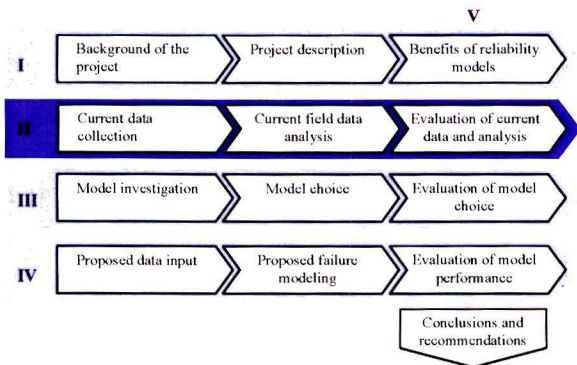 V
I
Background of the
project
Project description
Benefits of reliability
models
II
Current data
collection
Current field data
analysis
Evaluation of current
data and analysis
III
Model investigation
Model choice
Evaluation of model
choice
IV
Proposed data input
Proposed failure
modeling
Evaluation of model
performance
Conclusions and
recommendations